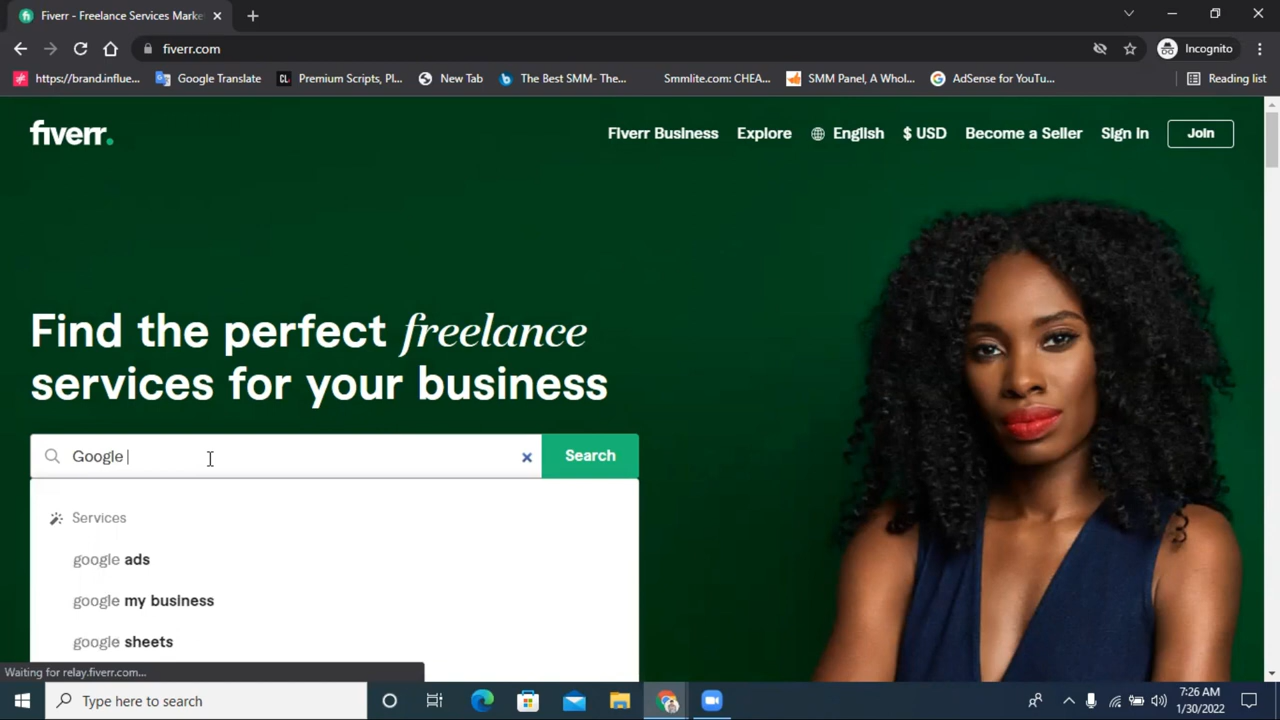 Fiverr - Freelance Services Marke
fiverr.com
Incognito
https://brand.influe...
Google Translate
Premium Scripts, Pl...
New Tab
The Best SMM- The...
Smmlite.com: CHEA...
SMM Panel, A Whol...
AdSense for YouTu...
Reading list
fiverr.
Fiverr Business
Explore
English
$ USD
Become a Seller
Sign In
Join
Find the perfect freelance
services for your business
Google
Search
Services
google ads
google my business
google sheets
Waiting for relay.fiverr.com...
Type here to search
7:26 AM
1/30/2022